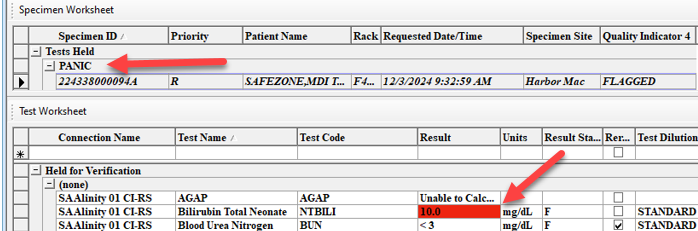 Specimen Worksheet
Specimen ID / Priority Patient Name Rack Requested Date/Time Specimen Site Quality Indicator 4
Tests Held
PANIC
224338000094A R SAFEZONE,MDI T... F4... 12/3/2024 9:32:59 AM Harbor Mac FLAGGED
Test Worksheet
Connection Name Test Name / Test Code Result Units Result Sta... Rer... Test Dilution
Held for Verification
(none)
SAAlinity 01 CI-RS AGAP AGAP Unable to Calc...
SAAlinity 01 CI-RS Bilirubin Total Neonate NTBILI 10.0 mg/dL F STANDARD
SAAlinity 01 CI-RS Blood Urea Nitrogen BUN < 3 mg/dL F STANDARD